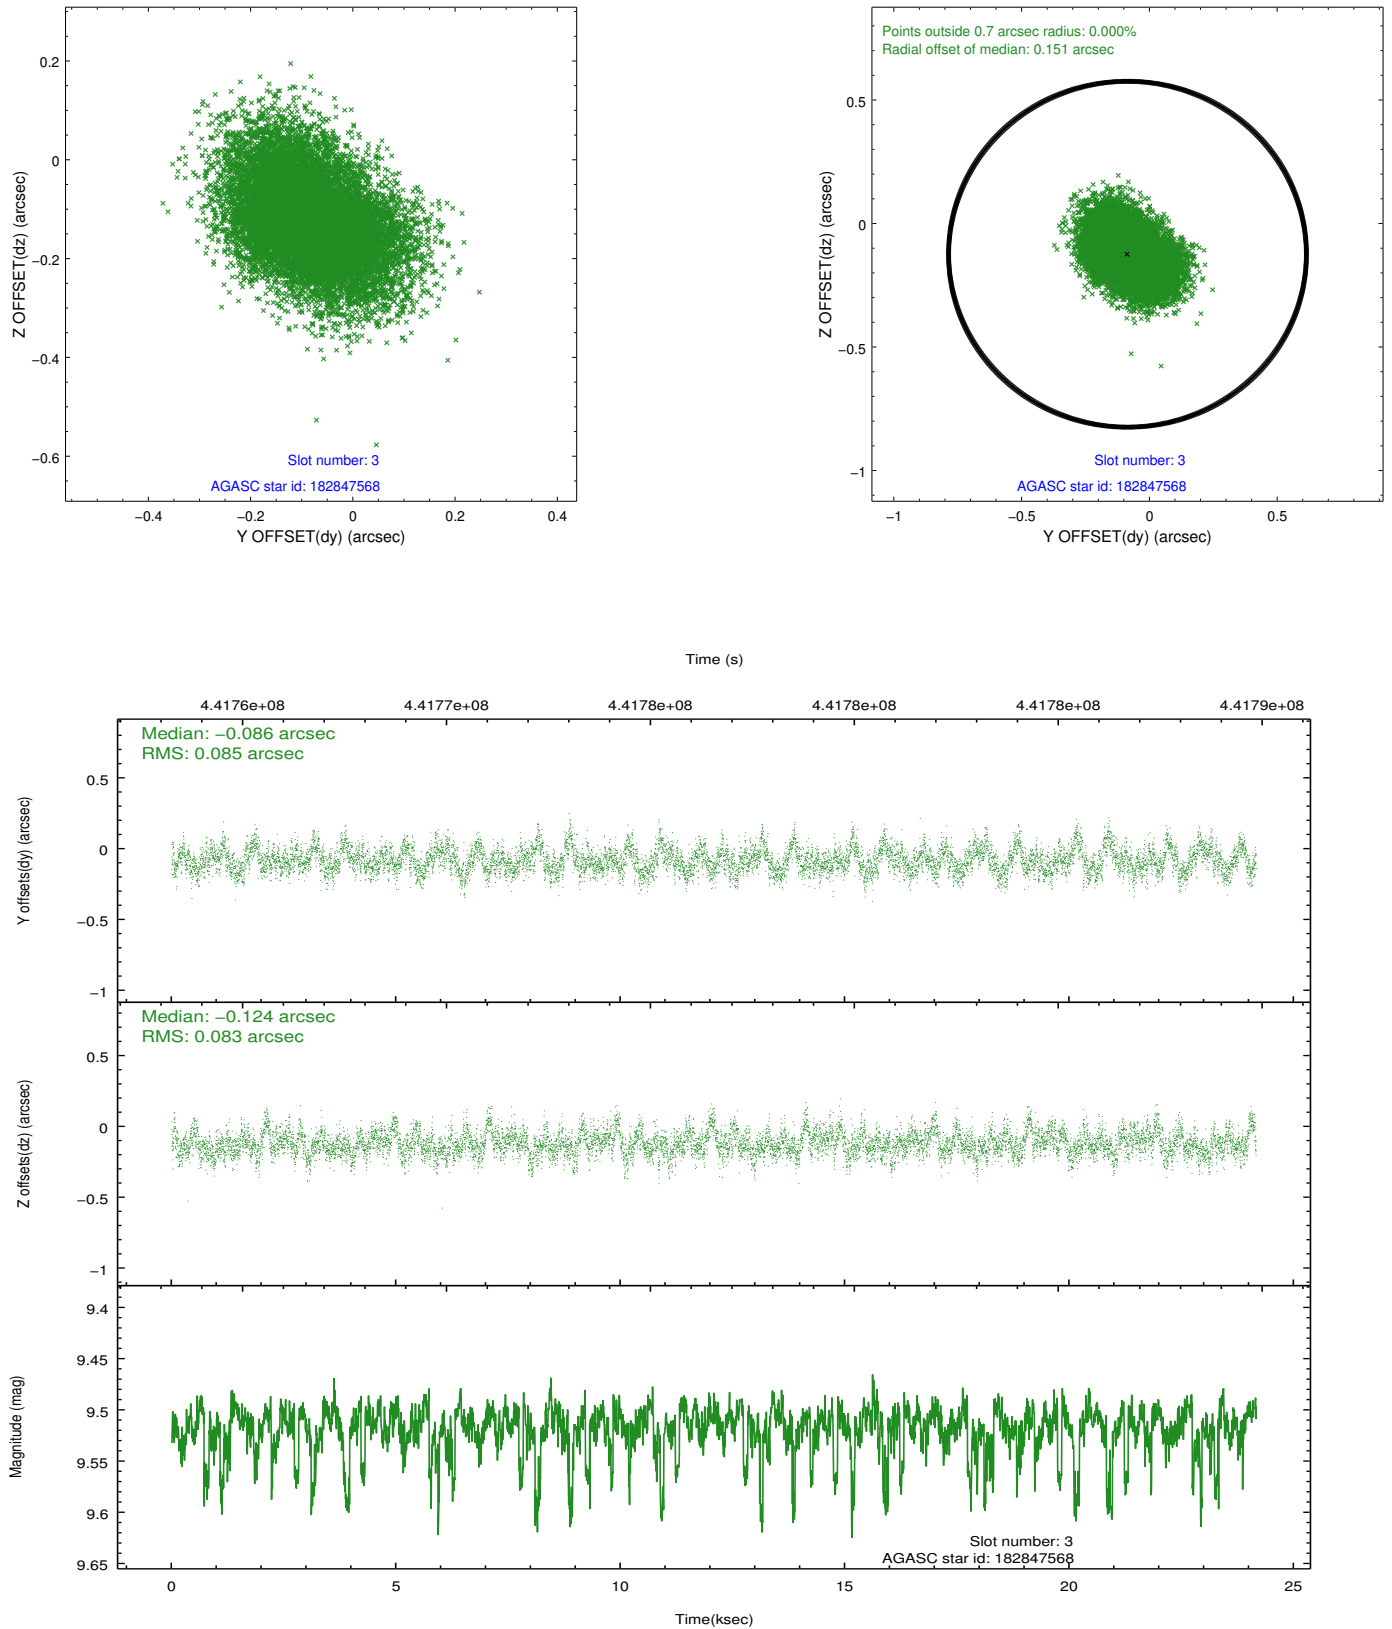 0.2
0
−0.2
−0.4
−0.6
Z OFFSET(dz) (arcsec)
Slot number: 3
AGASC star id: 182847568
−0.4
−0.2
0
0.2
0.4
Y OFFSET(dy) (arcsec)
Points outside 0.7 arcsec radius: 0.000%
Radial offset of median: 0.151 arcsec
0.5
0
−0.5
−1
Z OFFSET(dz) (arcsec)
Slot number: 3
AGASC star id: 182847568
−1
−0.5
0
0.5
Y OFFSET(dy) (arcsec)
Time (s)
4.4176e+08
4.4177e+08
4.4178e+08
4.4178e+08
4.4178e+08
4.4179e+08
Median: −0.086 arcsec
RMS: 0.085 arcsec
0.5
0
−0.5
−1
Y offsets(dy) (arcsec)
Median: −0.124 arcsec
RMS: 0.083 arcsec
0.5
0
−0.5
−1
Z offsets(dz) (arcsec)
9.4
9.45
9.5
9.55
9.6
9.65
Magnitude (mag)
Slot number: 3
AGASC star id: 182847568
0
5
10
15
20
25
Time(ksec)